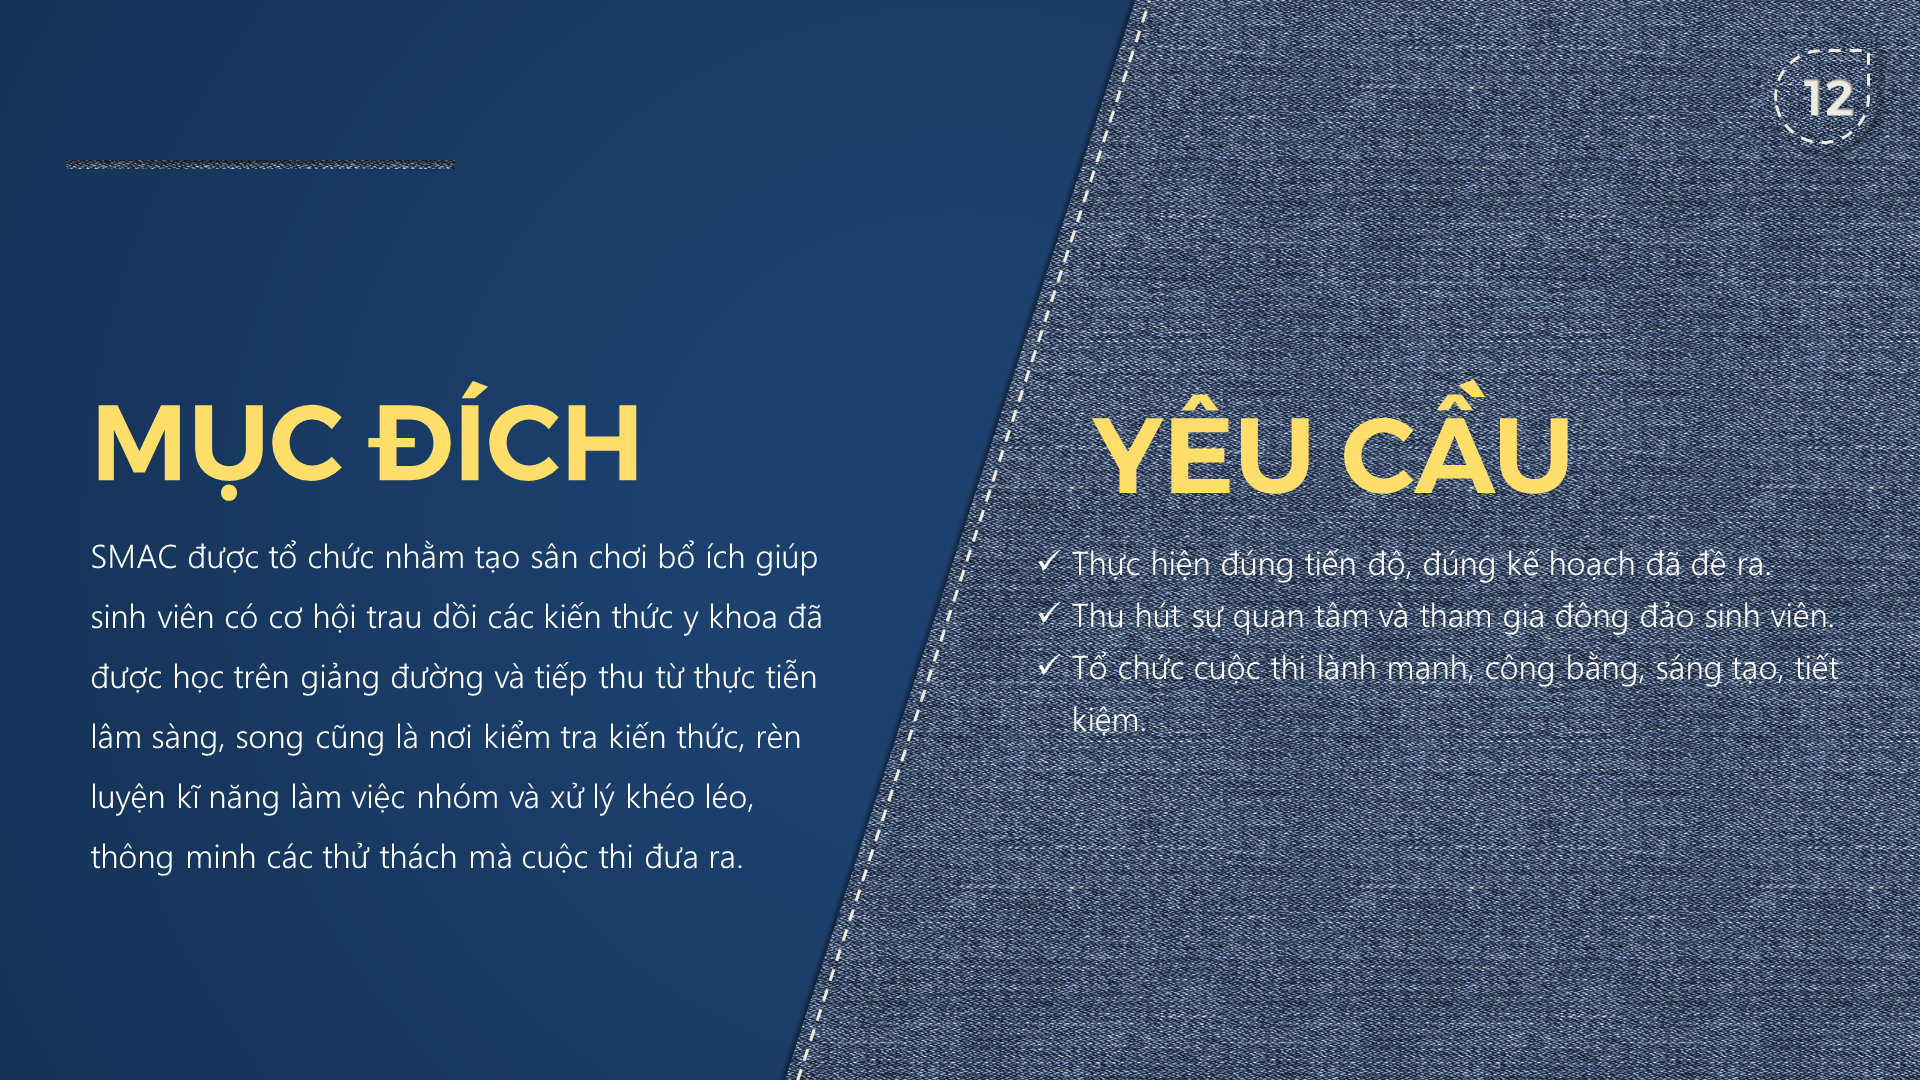 12
MỤC ĐÍCH
SMAC được tổ chức nhằm tạo sân chơi bổ ích giúp
sinh viên có cơ hội trau dồi các kiến thức y khoa đã
được học trên giảng đường và tiếp thu từ thực tiễn
lâm sàng, song cũng là nơi kiểm tra kiến thức, rèn
luyện kĩ năng làm việc nhóm và xử lý khéo léo,
thông minh các thử thách mà cuộc thi đưa ra.
YÊU CẦU
✓ Thực hiện đúng tiến độ, đúng kế hoạch đã đề ra.
✓ Thu hút sự quan tâm và tham gia đông đảo sinh viên.
✓ Tổ chức cuộc thi lành mạnh, công bằng, sáng tạo, tiết
kiệm.